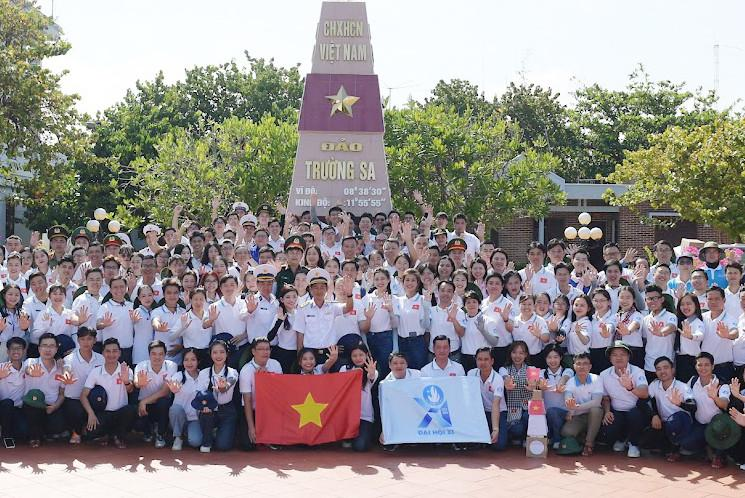 CHXHCN
VIỆT NAM
ĐẢO
TRƯỜNG SA
VĨ ĐỘ: 08° 38' 30"
KINH ĐỘ: 111° 55' 55"
ĐẠI HỘI XI